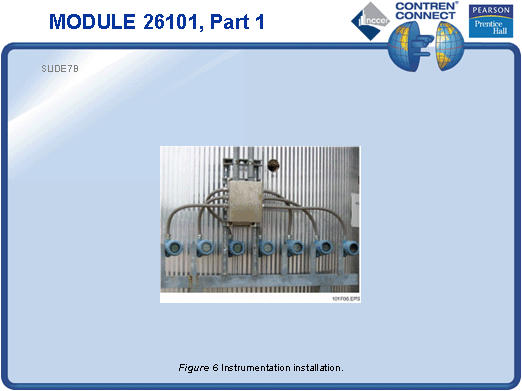 MODULE 26101, Part 1
nccer
CONTREN®
CONNECT
PEARSON
Prentice
Hall
SLIDE 7B
101F06.EPS
Figure 6 Instrumentation installation.